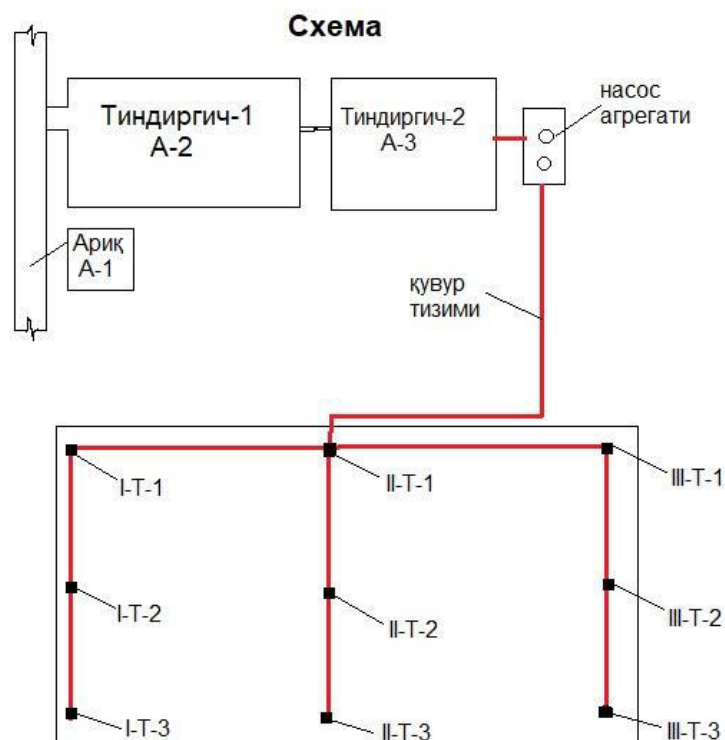 Схема
Тиндиргич-1
А-2
Тиндиргич-2
А-3
насос
агрегати
Ариқ
А-1
қувур
тизими
I-Т-1
II-Т-1
III-Т-1
I-Т-2
II-Т-2
III-Т-2
I-Т-3
II-Т-3
III-Т-3